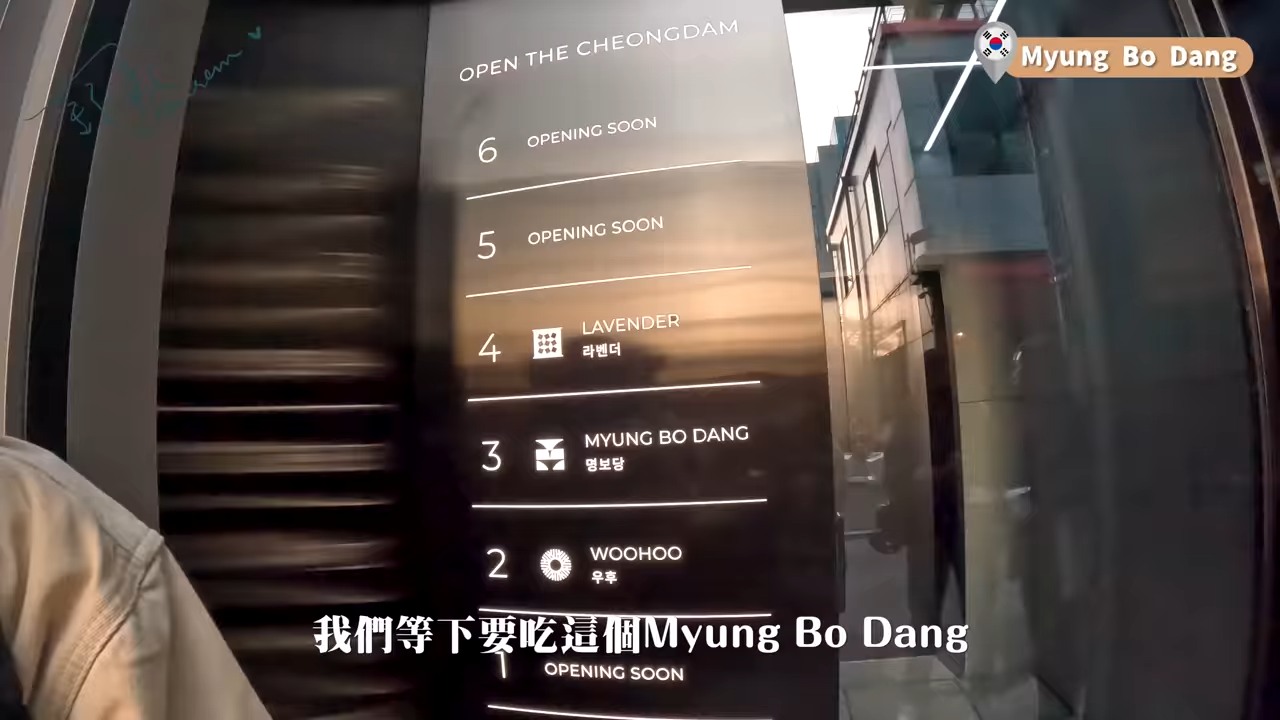 OPEN THE CHEONGDAM
Myung Bo Dang
6 OPENING SOON
5 OPENING SOON
4 LAVENDER
라벤더
3 MYUNG BO DANG
명보당
2 WOOHOO
우후
我們等下要吃這個Myung Bo Dang
1 OPENING SOON